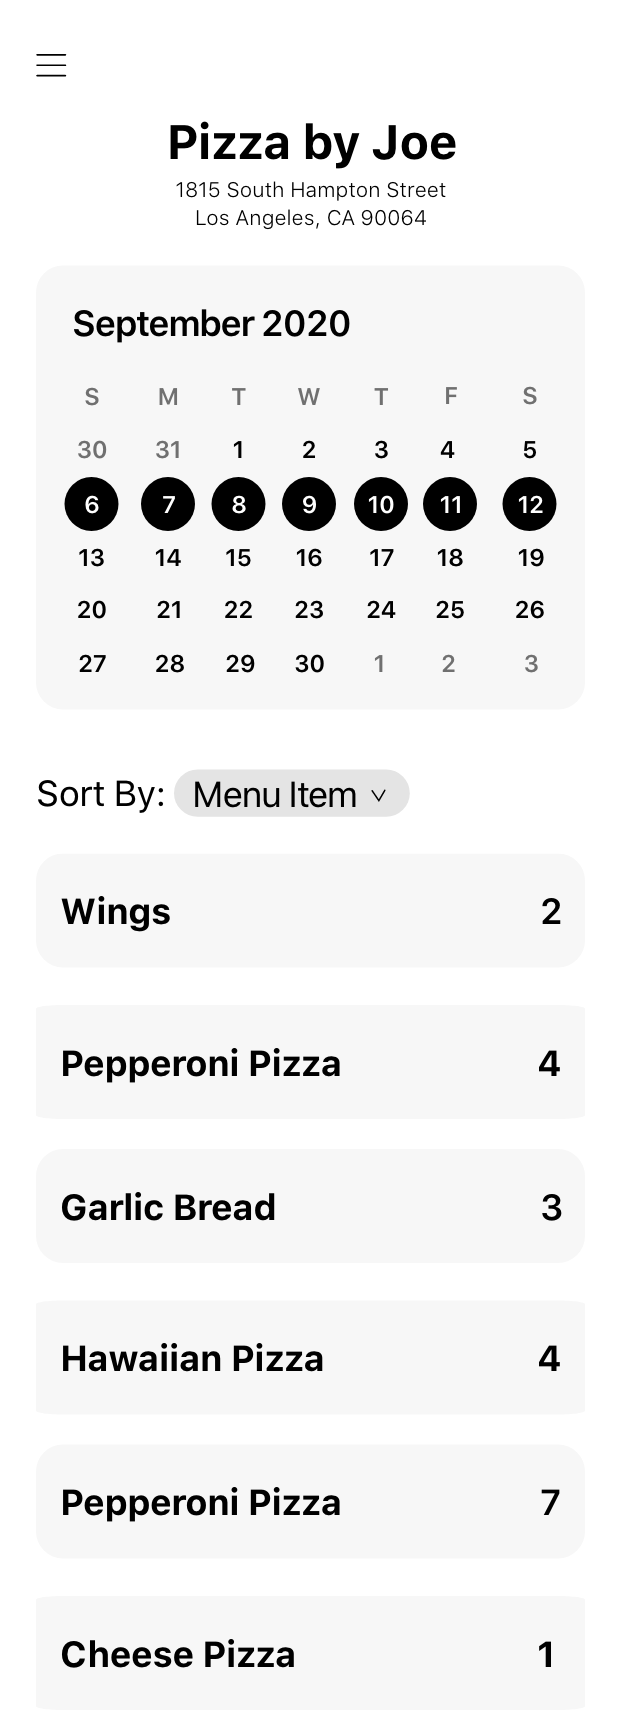 Pizza by Joe
1815 South Hampton Street
Los Angeles, CA 90064
September 2020
S M T W T F S
30 31 1 2 3 4 5
6 7 8 9 10 11 12
13 14 15 16 17 18 19
20 21 22 23 24 25 26
27 28 29 30 1 2 3
Sort By: Menu Item
Wings 2
Pepperoni Pizza 4
Garlic Bread 3
Hawaiian Pizza 4
Pepperoni Pizza 7
Cheese Pizza 1